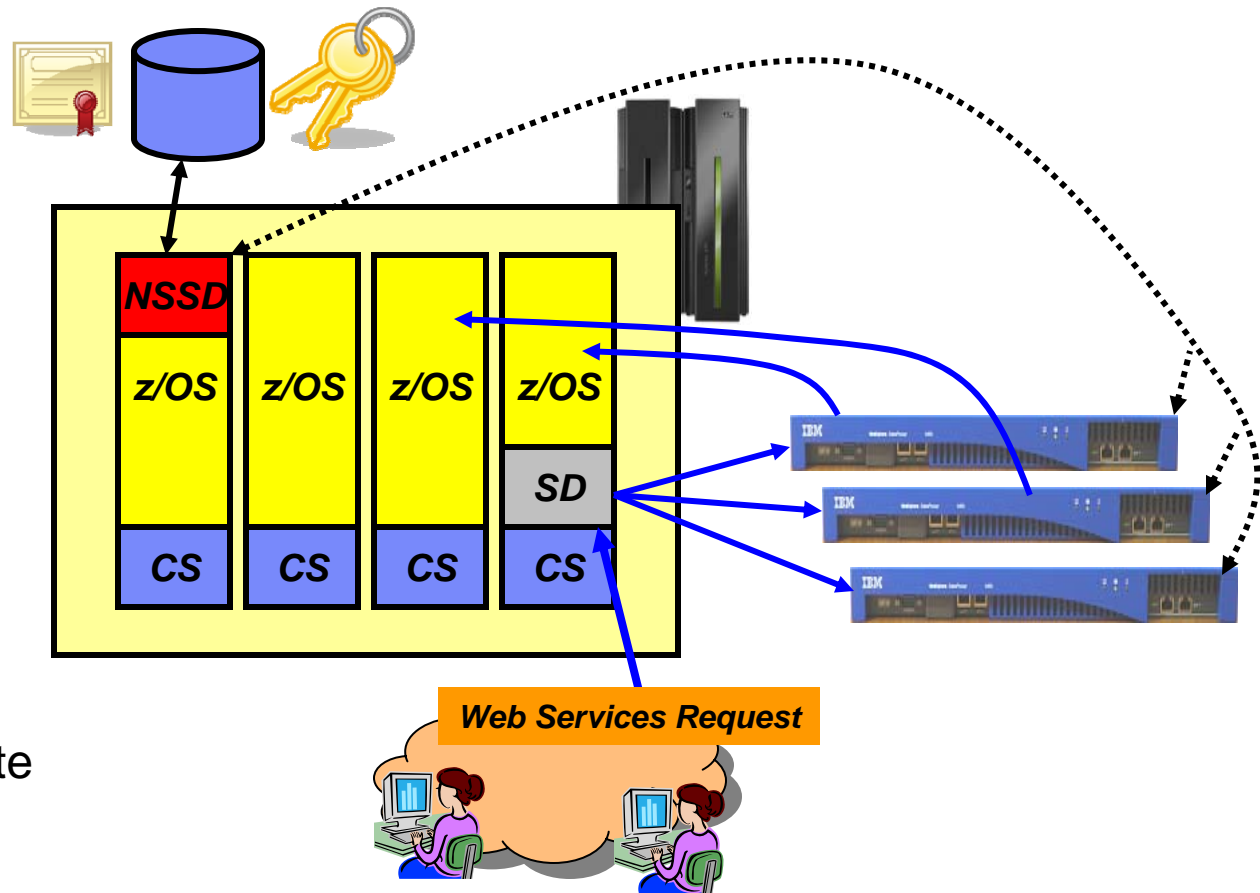 NSSD
z/OS z/OS z/OS z/OS
SD
CS CS CS CS
IBM
IBM
IBM
Web Services Request
te